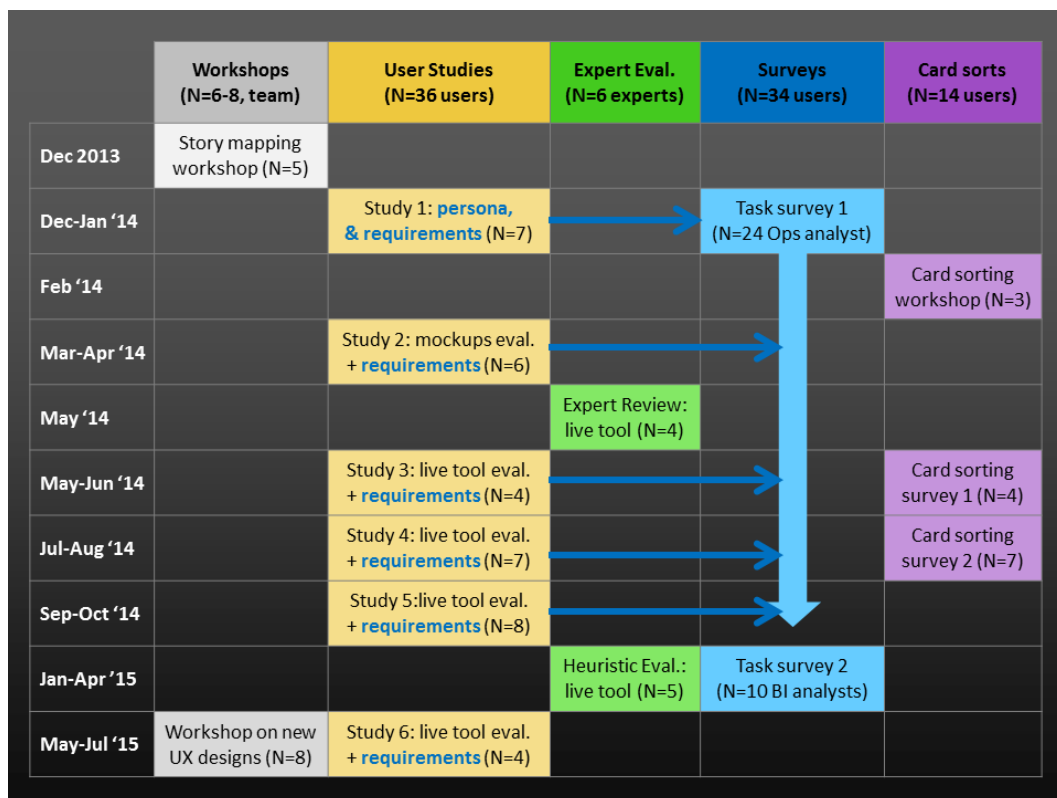 Workshops
(N=6-8, team)
User Studies
(N=36 users)
Expert Eval.
(N=6 experts)
Surveys
(N=34 users)
Card sorts
(N=14 users)
Dec 2013
Story mapping
workshop (N=5)
Dec-Jan ‘14
Study 1: persona,
& requirements (N=7)
Task survey 1
(N=24 Ops analyst)
Feb ‘14
Card sorting
workshop (N=3)
Mar-Apr ‘14
Study 2: mockups eval.
+ requirements (N=6)
May ‘14
Expert Review:
live tool (N=4)
May-Jun ‘14
Study 3: live tool eval.
+ requirements (N=4)
Card sorting
survey 1 (N=4)
Jul-Aug ‘14
Study 4: live tool eval.
+ requirements (N=7)
Card sorting
survey 2 (N=7)
Sep-Oct ‘14
Study 5:live tool eval.
+ requirements (N=8)
Jan-Apr ‘15
Heuristic Eval.:
live tool (N=5)
Task survey 2
(N=10 BI analysts)
May-Jul ‘15
Workshop on new
UX designs (N=8)
Study 6: live tool eval.
+ requirements (N=4)